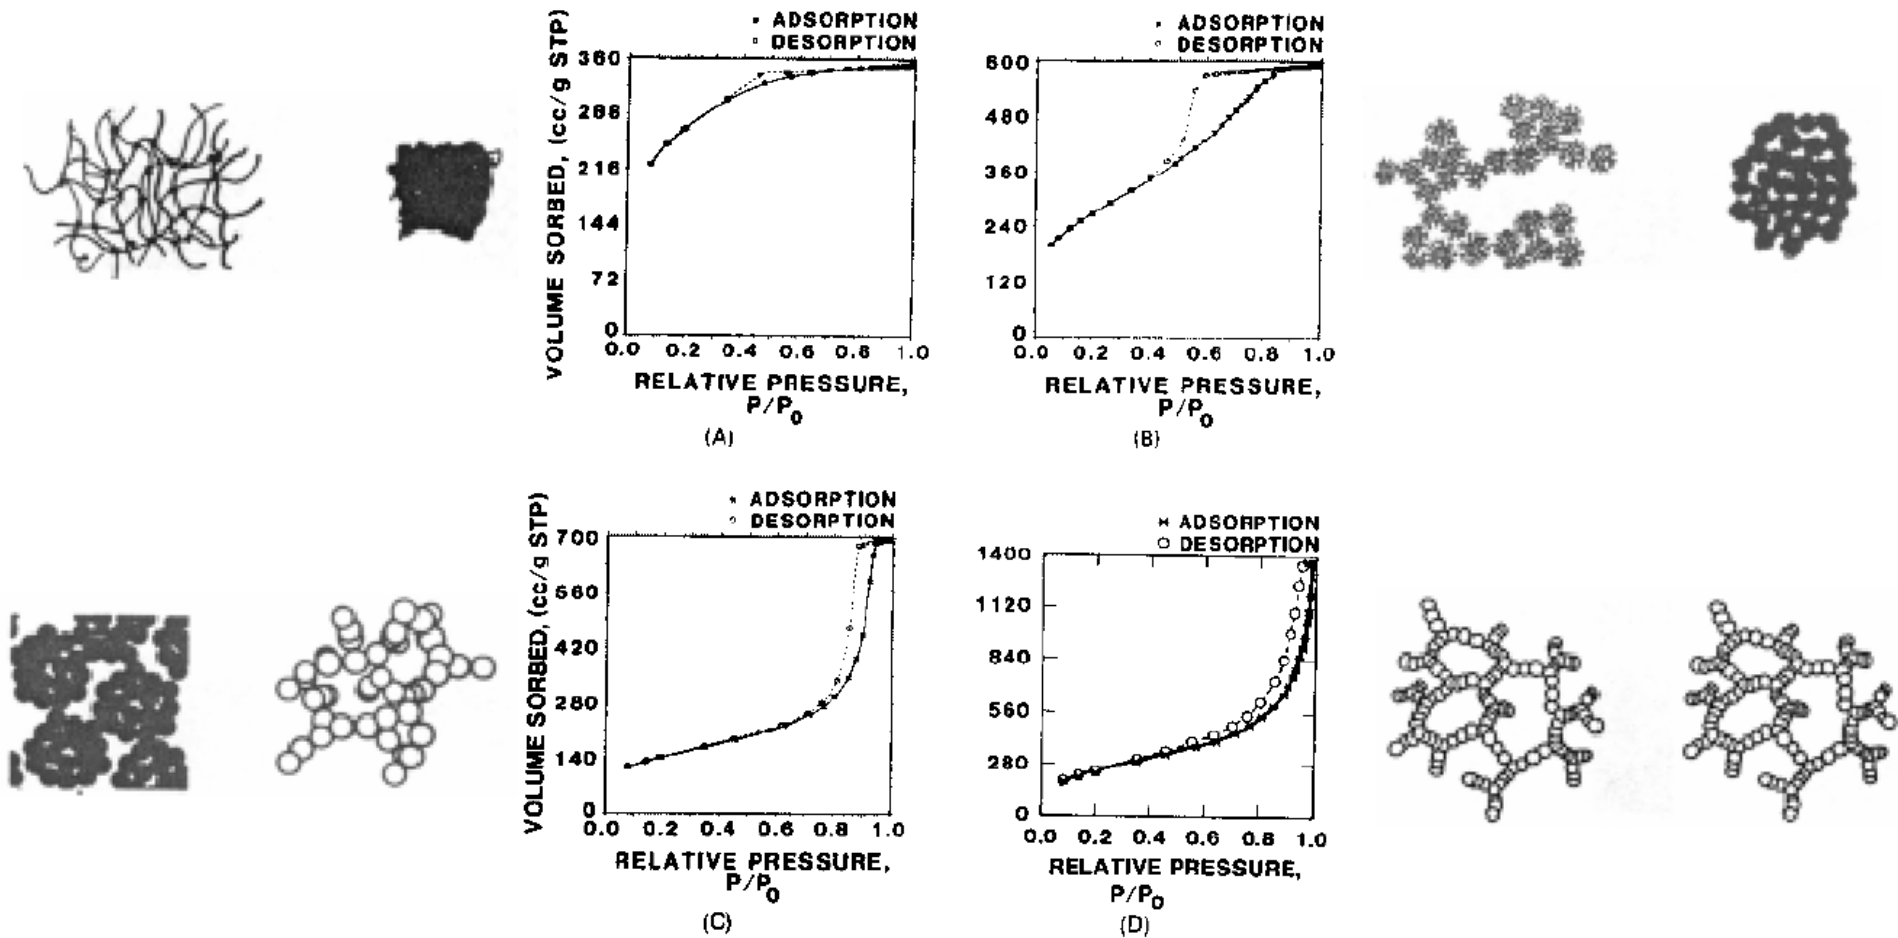 ADSORPTION
DESORPTION
VOLUME SORBED, (cc/g STP)
360
288
216
144
72
0
0.0 0.2 0.4 0.6 0.8 1.0
RELATIVE PRESSURE,
P/P0
(A)
ADSORPTION
DESORPTION
600
480
360
240
120
0
0.0 0.2 0.4 0.6 0.8 1.0
RELATIVE PRESSURE,
P/P0
(B)
ADSORPTION
DESORPTION
VOLUME SORBED, (cc/g STP)
700
560
420
280
140
0
0.0 0.2 0.4 0.6 0.8 1.0
RELATIVE PRESSURE,
P/P0
(C)
ADSORPTION
DESORPTION
1400
1120
840
560
280
0
0.0 0.2 0.4 0.6 0.8 1.0
RELATIVE PRESSURE,
P/P0
(D)